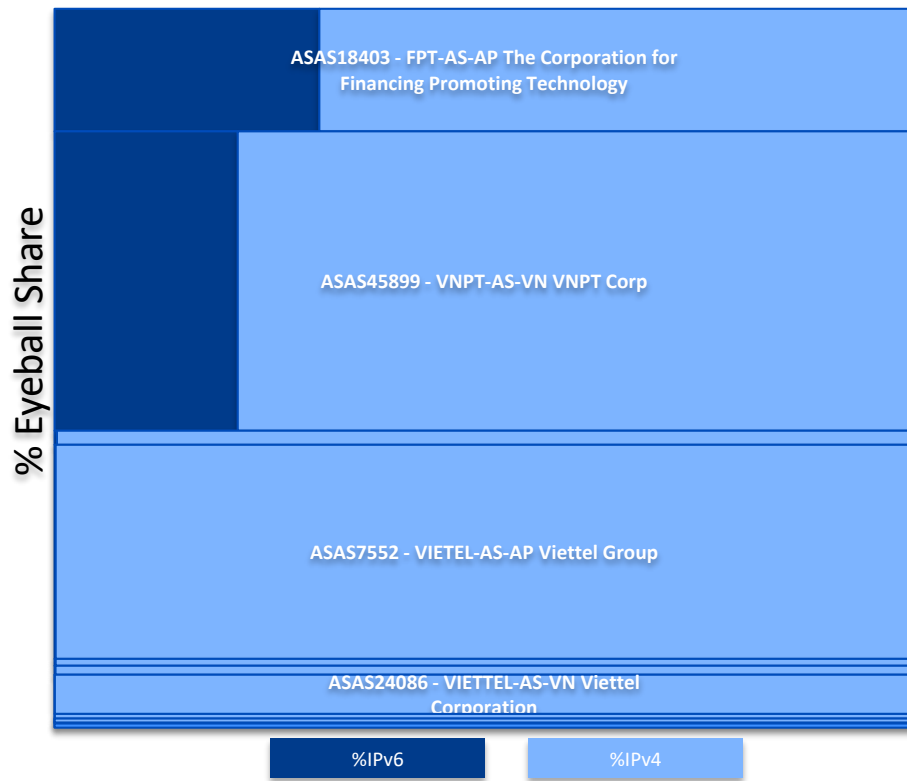 ASAS18403 - FPT-AS-AP The Corporation for
Financing Promoting Technology
% Eyeball Share
ASAS45899 - VNPT-AS-VN VNPT Corp
ASAS7552 - VIETEL-AS-AP Viettel Group
ASAS24086 - VIETTEL-AS-VN Viettel
Corporation
%IPv6
%IPv4